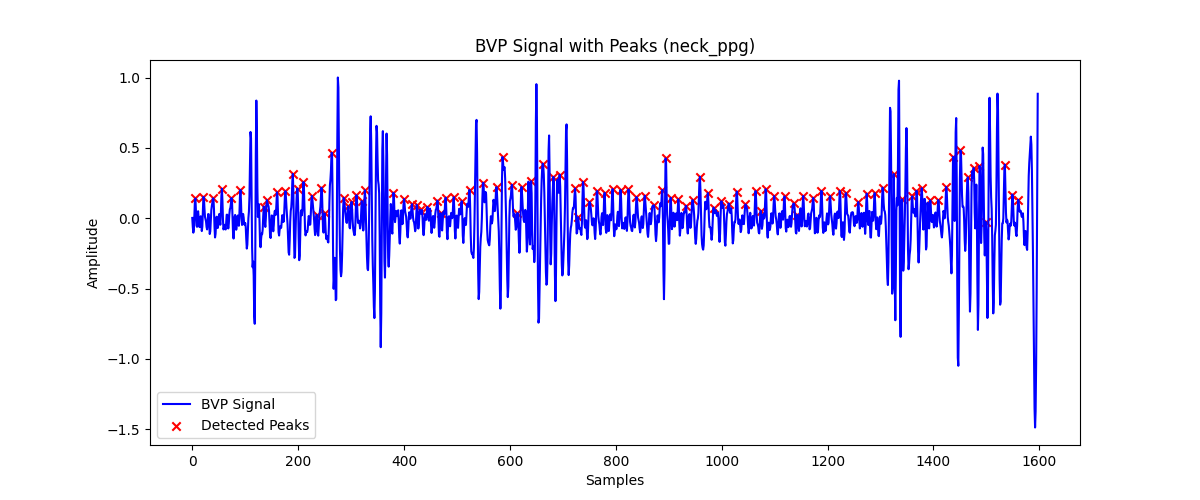 BVP Signal with Peaks (neck_ppg)
1.0
0.5
0.0
−0.5
−1.0
−1.5
Amplitude
BVP Signal
Detected Peaks
0 200 400 600 800 1000 1200 1400 1600
Samples